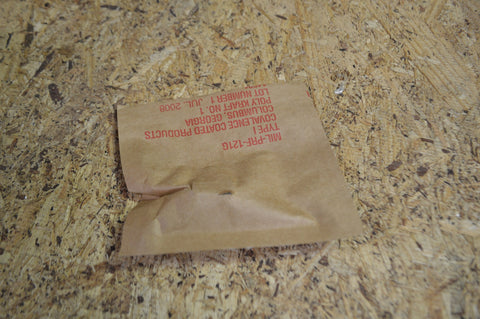 MIL-PRF-121G
TYPE I
COVALENCE COATED PRODUCTS
COLUMBUS, GEORGIA
POLY KRAFT NO. 1
LOT NUMBER 1 JUL, 2008